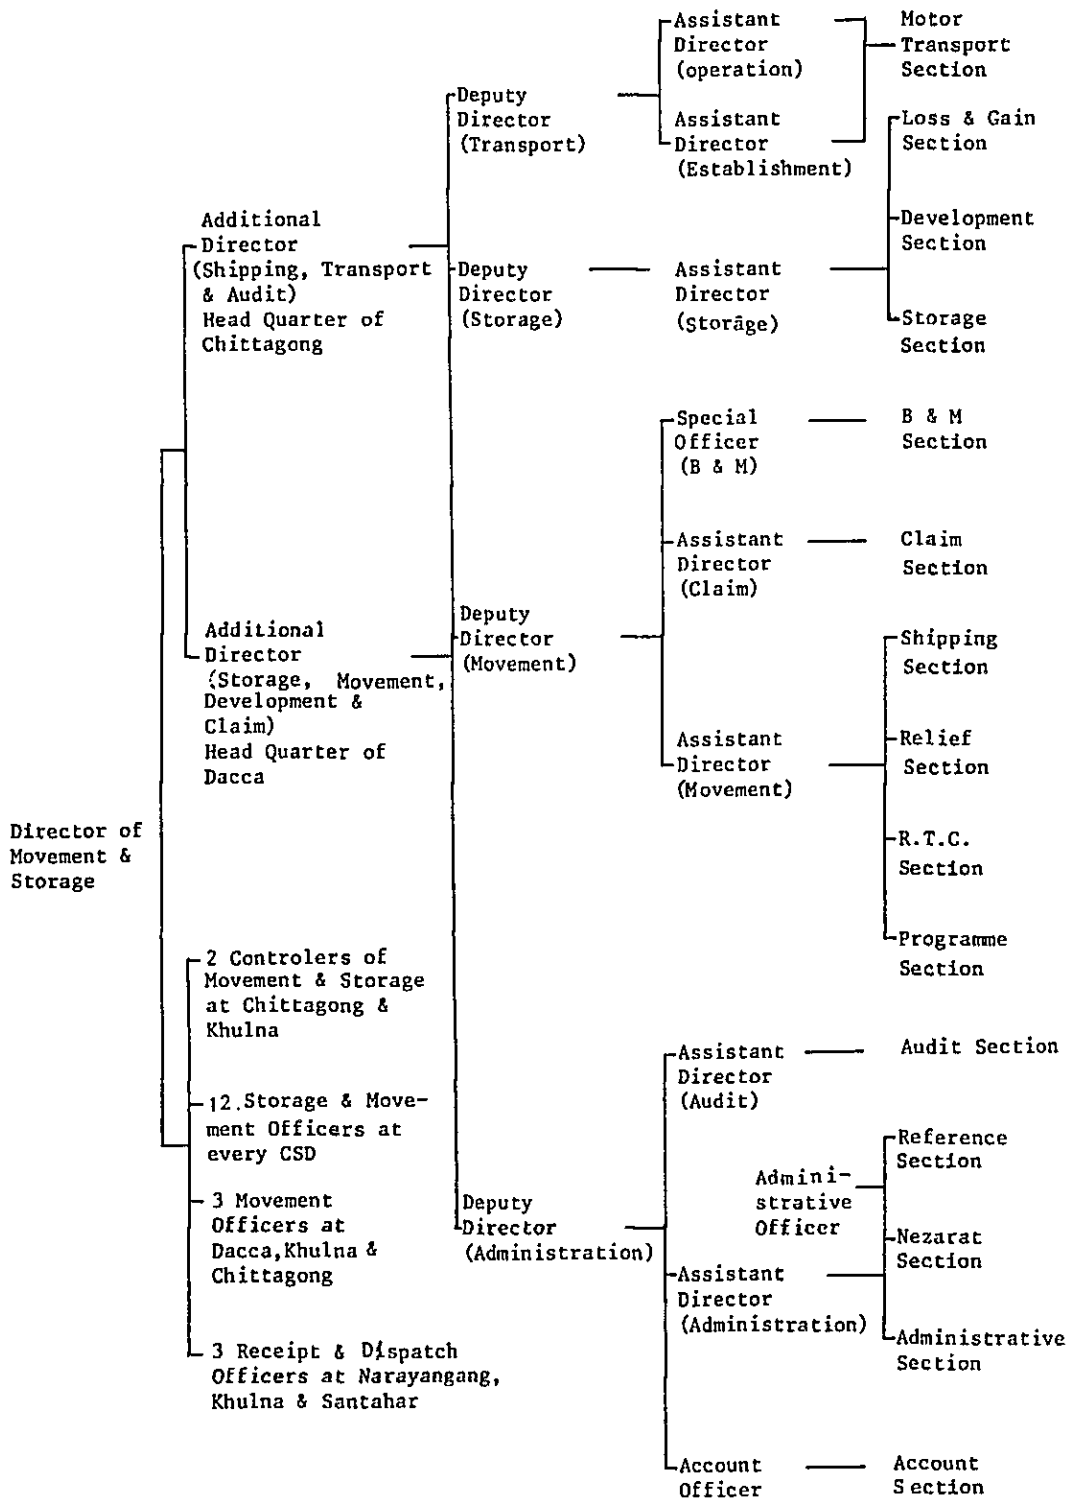 Director of
Movement &
Storage
Additional
Director
(Shipping, Transport
& Audit)
Head Quarter of
Chittagong
Additional
Director
(Storage, Movement,
Development &
Claim)
Head Quarter of
Dacca
2 Controlers of
Movement & Storage
at Chittagong &
Khulna
12.Storage & Move-
ment Officers at
every CSD
3 Movement
Officers at
Dacca,Khulna &
Chittagong
3 Receipt & Dispatch
Officers at Narayangang,
Khulna & Santahar
Deputy
Director
(Transport)
Deputy
Director
(Storage)
Deputy
Director
(Movement)
Deputy
Director
(Administration)
Assistant
Director
(operation)
Assistant
Director
(Establishment)
Assistant
Director
(Storage)
Special
Officer
(B & M)
Assistant
Director
(Claim)
Assistant
Director
(Movement)
Assistant
Director
(Audit)
Admini-
strative
Officer
Assistant
Director
(Administration)
Account
Officer
Motor
Transport
Section
Loss & Gain
Section
Development
Section
Storage
Section
B & M
Section
Claim
Section
Shipping
Section
Relief
Section
R.T.C.
Section
Programme
Section
Audit Section
Reference
Section
Nezarat
Section
Administrative
Section
Account
Section